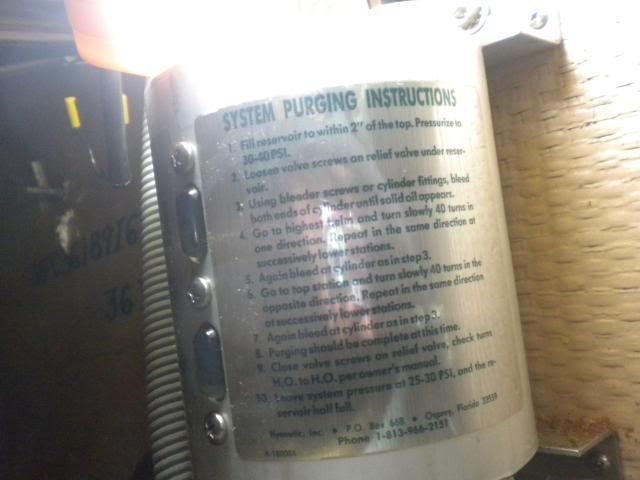 SYSTEM PURGING INSTRUCTIONS
1. Fill reservoir to within 2" of the top. Pressurize to
30-40 PSI.
2. Loosen valve screws on relief valve under reser-
voir.
3. Using bleeder screws or cylinder fittings, bleed
both ends of cylinder until solid oil appears.
4. Go to highest helm and turn slowly 40 turns in
one direction. Repeat in the same direction at
successively lower stations.
5. Again bleed at cylinder as in step 3.
6. Go to top station and turn slowly 40 turns in the
opposite direction. Repeat in the same direction
at successively lower stations.
7. Again bleed at cylinder as in step 3.
8. Purging should be complete at this time.
9. Close valve screws on relief valve, check turns
H.O. to H.O. per owner's manual.
10. Leave system pressure at 25-30 PSI, and the re-
servoir half full.
Hynautic, Inc. • P.O. Box 668 • Osprey, Florida 33559
Phone 1-813-966-2151